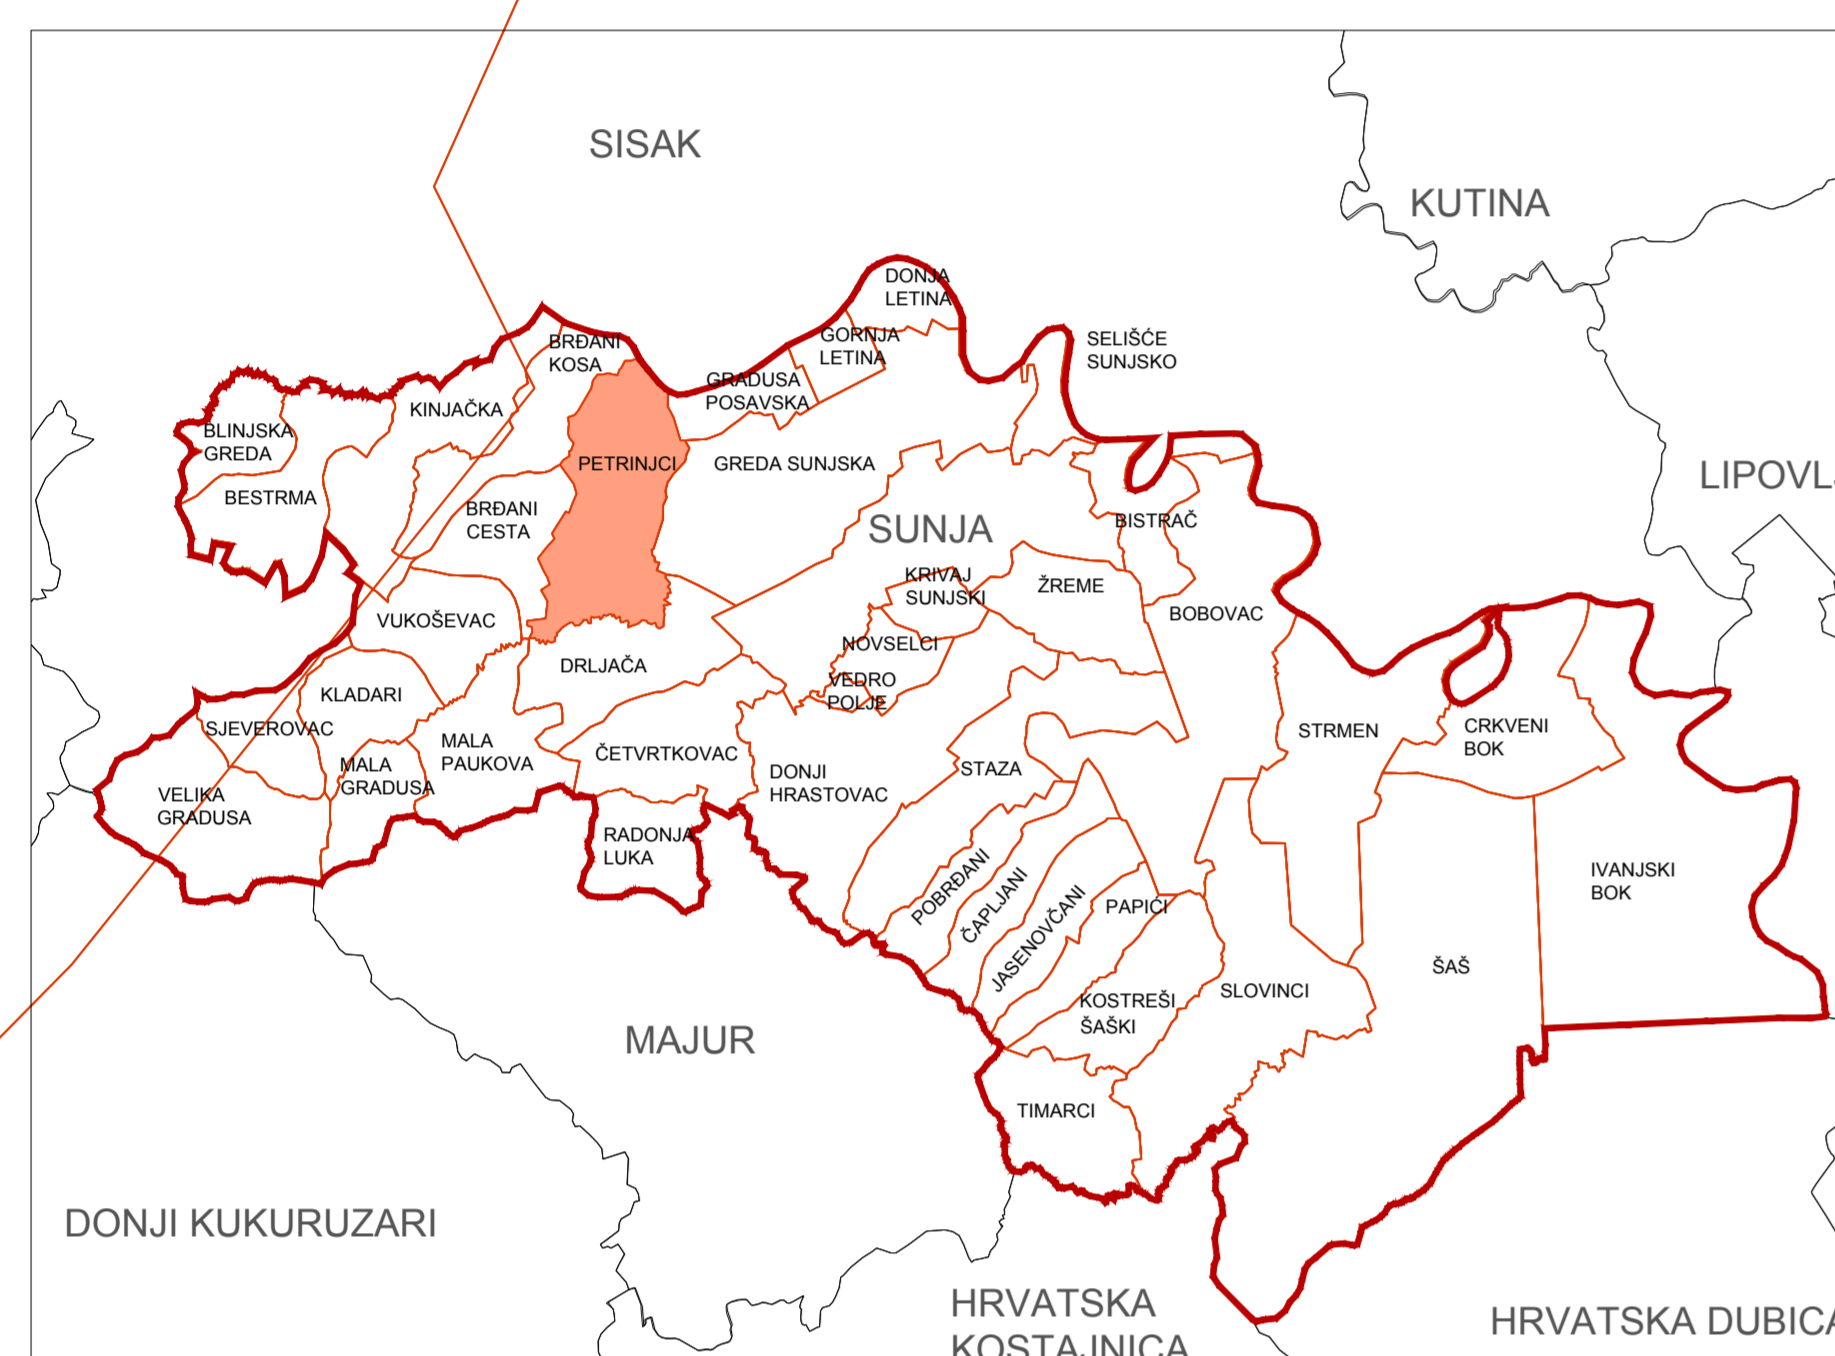 SISAK
KUTINA
DONJA
LETINA
GORNJA
LETINA
SELIŠĆE
SUNJSKO
BRĐANI
KOSA
GRADUSA
POSAVSKA
KINJAČKA
BLINJSKA
GREDA
PETRINJCI
GREDA SUNJSKA
BESTRMA
BRĐANI
CESTA
SUNJA
BISTRAČ
KRIVAJ
SUNJSKI
ŽREME
BOBOVAC
VUKOŠEVAC
NOVSELCI
DRLJAČA
VEDRO
POLJE
KLADARI
SJEVEROVAC
MALA
PAUKOVA
ČETVRTKOVAC
MALA
GRADUSA
VELIKA
GRADUSA
DONJI
HRASTOVAC
STAZA
STRMEN
CRKVENI
BOK
RADONJA
LUKA
POBRĐANI
ČAPLJANI
JASENOVČANI
PAPIĆI
IVANJSKI
BOK
ŠAŠ
KOSTREŠI
ŠAŠKI
SLOVINCI
TIMARCI
MAJUR
DONJI KUKURUZARI
HRVATSKA
KOSTAJNICA
HRVATSKA DUBICA